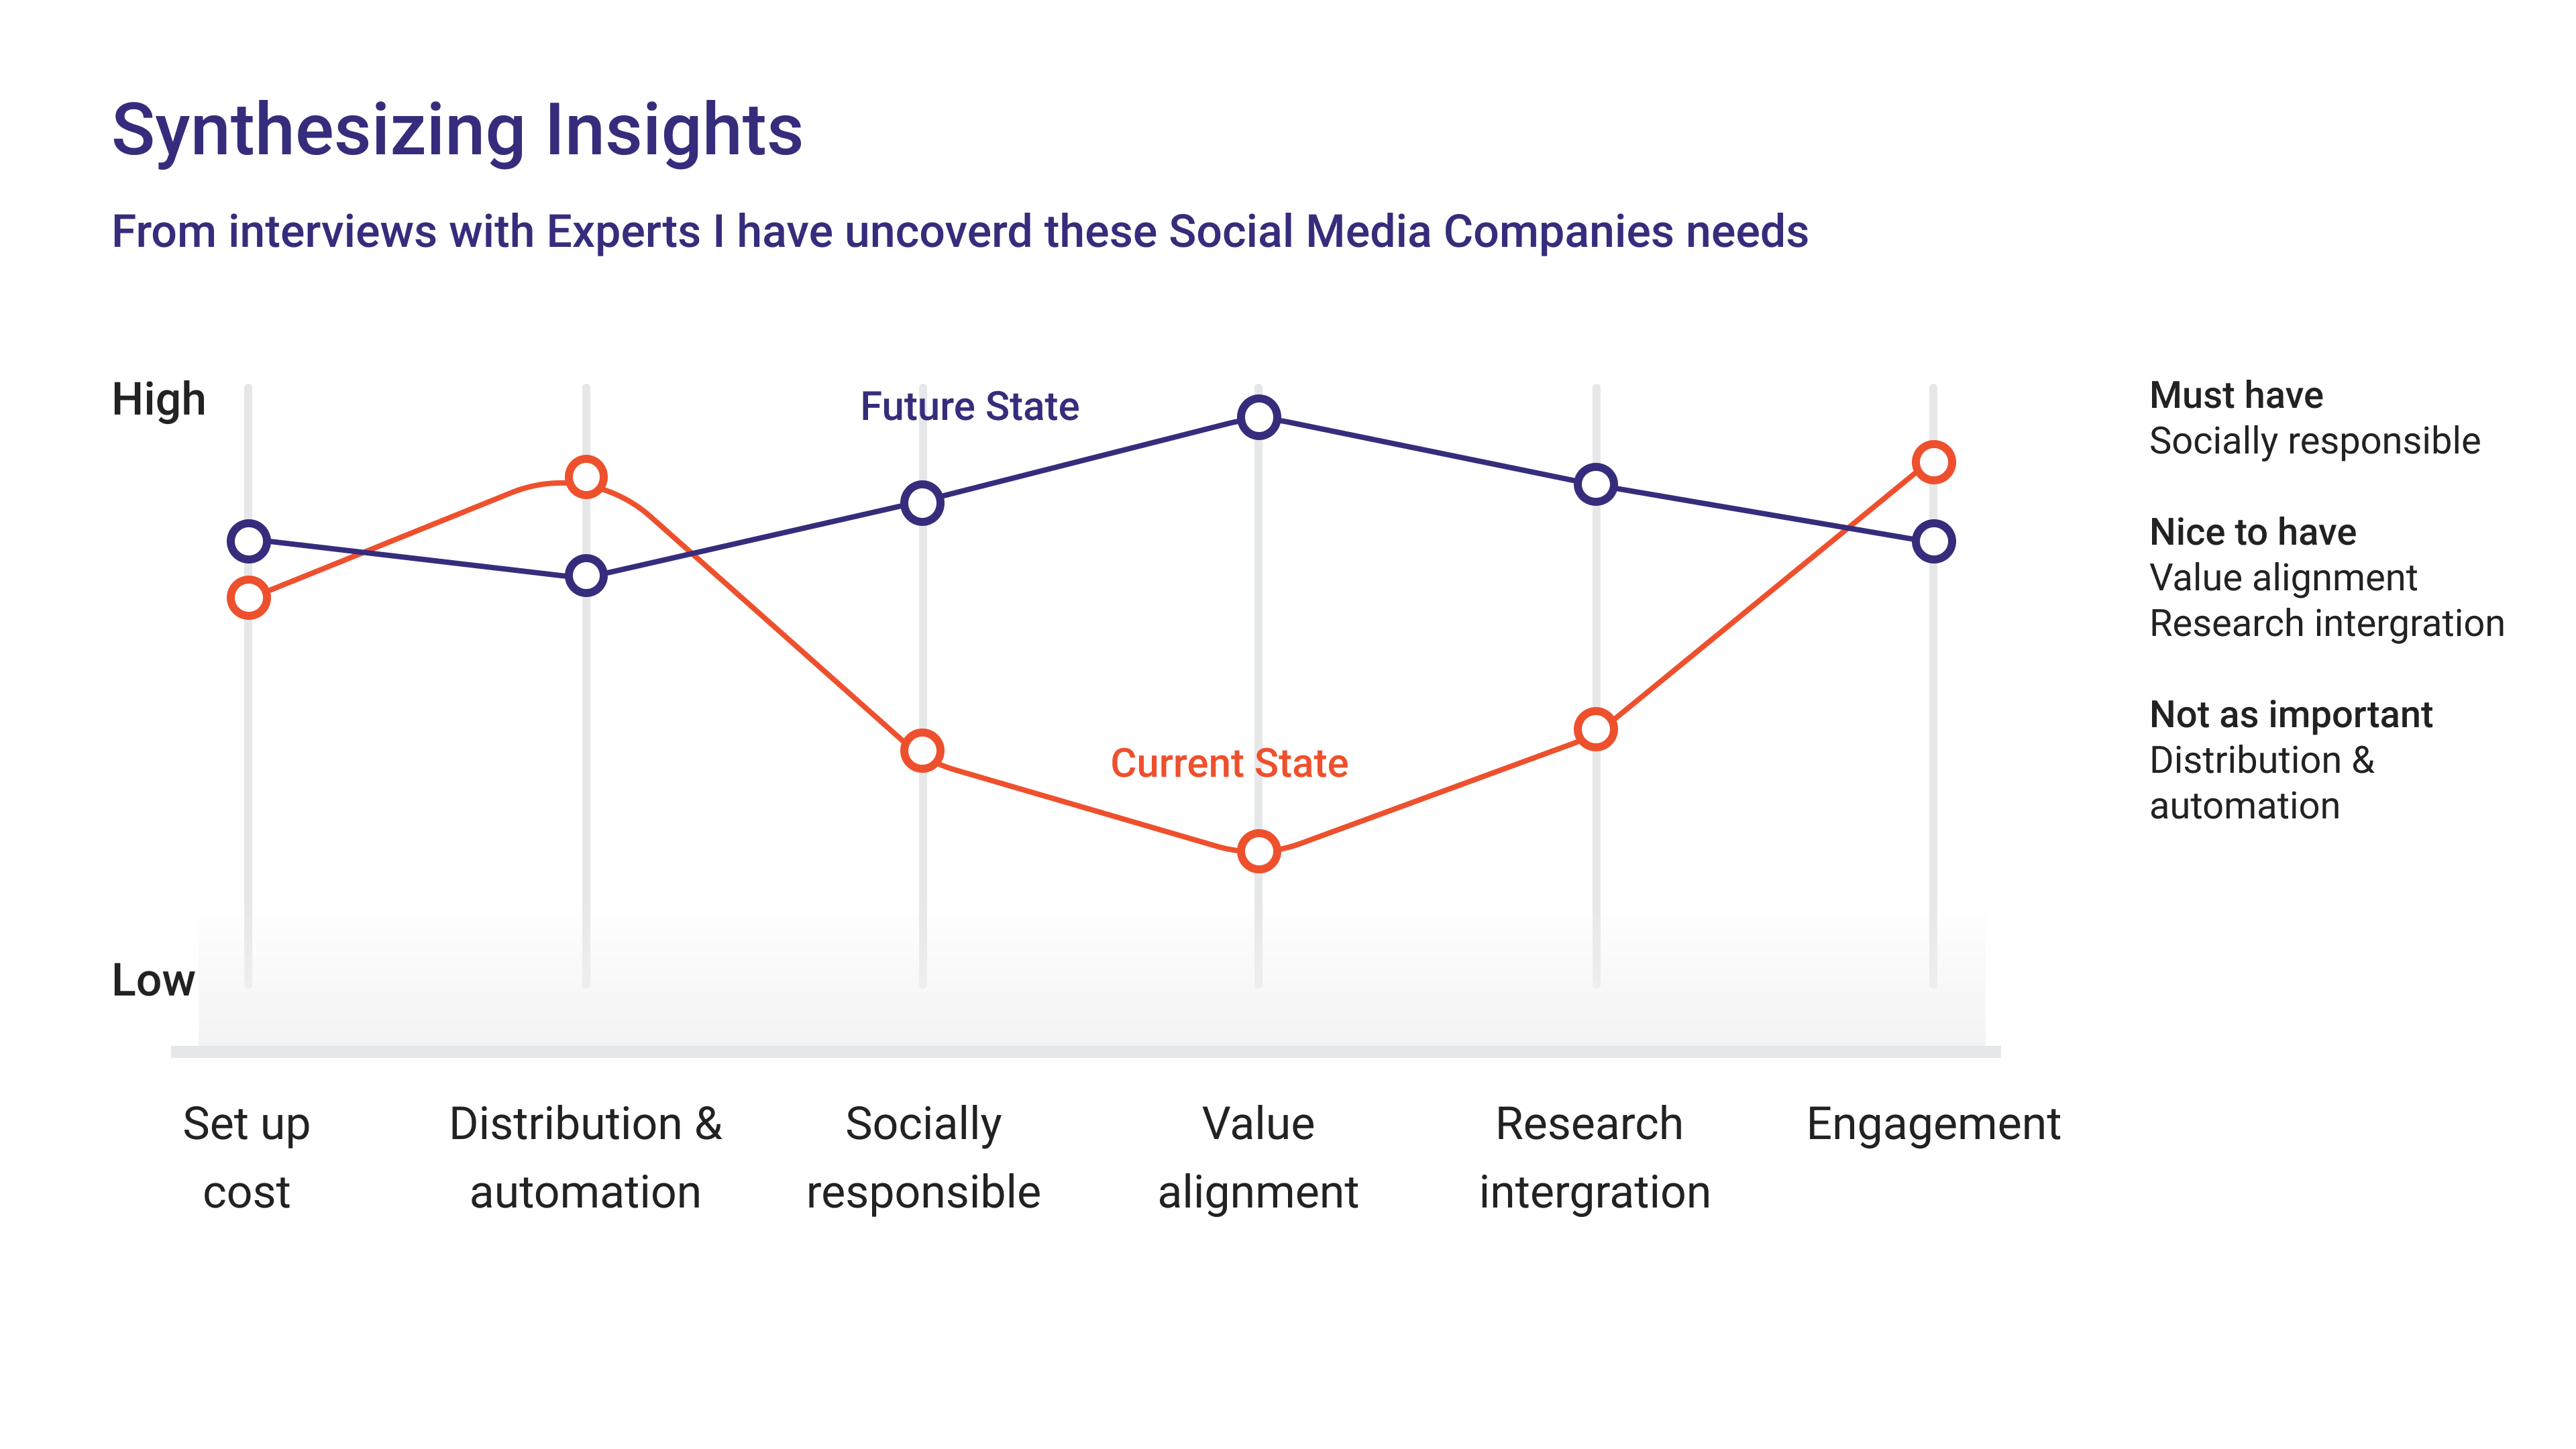 Synthesizing Insights
From interviews with Experts I have uncoverd these Social Media Companies needs
High
Future State
Current State
Low
Set up
cost
Distribution &
automation
Socially
responsible
Value
alignment
Research
intergration
Engagement
Must have
Socially responsible
Nice to have
Value alignment
Research intergration
Not as important
Distribution &
automation